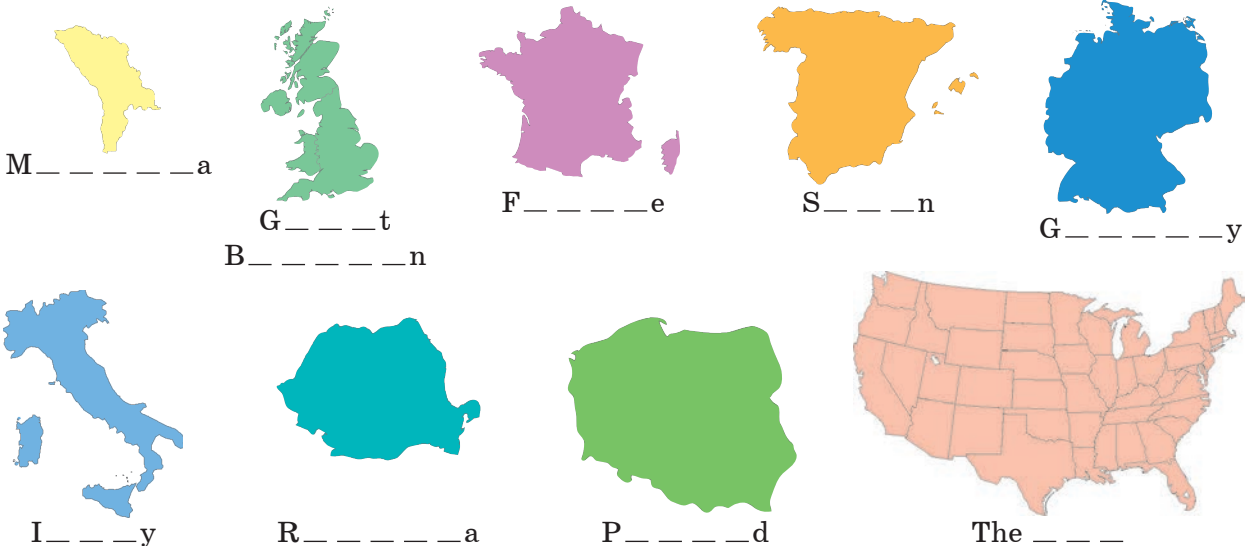 M_ _ _ _ _a
G_ _ _t
B_ _ _ _ _n
F_ _ _ _e
S_ _ _n
G_ _ _ _ _y
I_ _ _y
R_ _ _ _ _a
P_ _ _ _d
The _ _ _